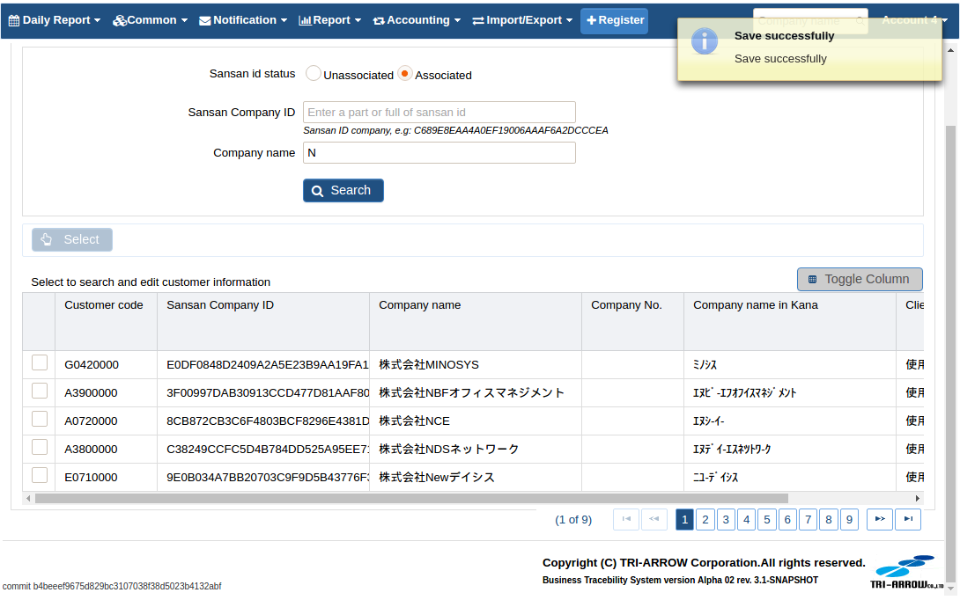 Daily Report Common Notification Report Accounting Import/Export Register Company name Account 4
Save successfully
Save successfully
Sansan id status Unassociated Associated
Sansan Company ID Enter a part or full of sansan id
Sansan ID company, e.g: C689E8EAA4A0EF19006AAAF6A2DCCCEA
Company name N
Search
Select
Select to search and edit customer information Toggle Column
Customer code Sansan Company ID Company name Company No. Company name in Kana Clie
G0420000 E0DF0848D2409A2A5E23B9AA19FA1 株式会社MINOSYS ﾐﾉｼｽ 使用
A3900000 3F00997DAB30913CCD477D81AAF80 株式会社NBFオフィスマネジメント ｴﾇﾋﾞｰｴﾌｵﾌｨｽﾏﾈｼﾞﾒﾝﾄ 使用
A0720000 8CB872CB3C6F4803BCF8296E4381D 株式会社NCE ｴﾇｼｰｲｰ 使用
A3800000 C38249CCFC5D4B784DD525A95EE7 株式会社NDSネットワーク ｴﾇﾃﾞｨｰｴｽﾈｯﾄﾜｰｸ 使用
E0710000 9E0B034A7BB20703C9F9D5B43776F 株式会社Newデイシス ﾆｭｰﾃﾞｲｼｽ 使用
(1 of 9) 1 2 3 4 5 6 7 8 9
Copyright (C) TRI-ARROW Corporation.All rights reserved.
Business Tracebility System version Alpha 02 rev. 3.1-SNAPSHOT
TRI-ARROW Co.,LTD
commit b4beeef9675d829bc3107038f38d5023b4132abf